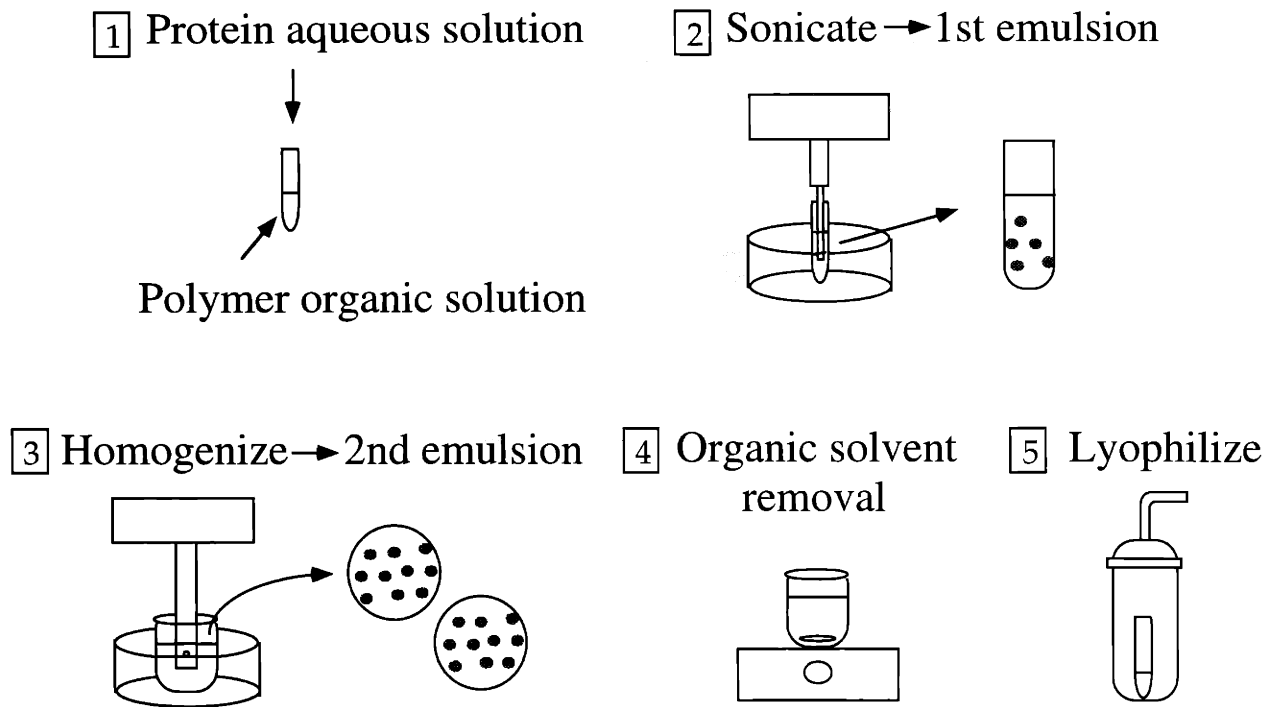 1 Protein aqueous solution
Polymer organic solution
2 Sonicate→1st emulsion
3 Homogenize→2nd emulsion
4 Organic solvent
removal
5 Lyophilize